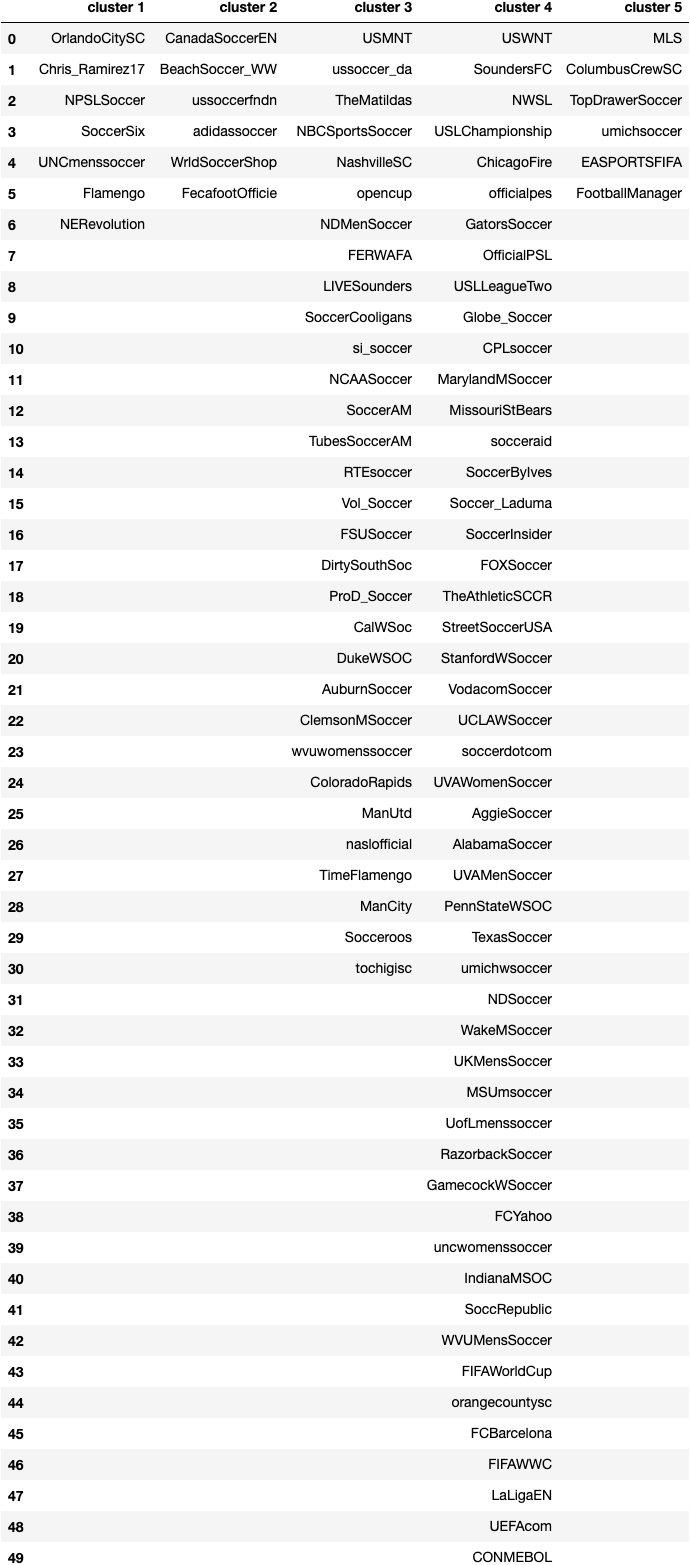 cluster 1 cluster 2 cluster 3 cluster 4 cluster 5
0 OrlandoCitySC CanadaSoccerEN USMNT USWNT MLS
1 Chris_Ramirez17 BeachSoccer_WW ussoccer_da SoundersFC ColumbusCrewSC
2 NPSLSoccer ussoccerfndn TheMatildas NWSL TopDrawerSoccer
3 SoccerSix adidassoccer NBCSportsSoccer USLChampionship umichsoccer
4 UNCmenssoccer WrldSoccerShop NashvilleSC ChicagoFire EASPORTSFIFA
5 Flamengo FecafootOfficie opencup officialpes FootballManager
6 NERevolution NDMenSoccer GatorsSoccer
7 FERWAFA OfficialPSL
8 LIVESounders USLLeagueTwo
9 SoccerCooligans Globe_Soccer
10 si_soccer CPLsoccer
11 NCAASoccer MarylandMSoccer
12 SoccerAM MissouriStBears
13 TubesSoccerAM socceraid
14 RTEsoccer SoccerByIves
15 Vol_Soccer Soccer_Laduma
16 FSUSoccer SoccerInsider
17 DirtySouthSoc FOXSoccer
18 ProD_Soccer TheAthleticSCCR
19 CalWSoc StreetSoccerUSA
20 DukeWSOC StanfordWSoccer
21 AuburnSoccer VodacomSoccer
22 ClemsonMSoccer UCLAWSoccer
23 wvuwomenssoccer soccerdotcom
24 ColoradoRapids UVAWomenSoccer
25 ManUtd AggieSoccer
26 naslofficial AlabamaSoccer
27 TimeFlamengo UVAMenSoccer
28 ManCity PennStateWSOC
29 Socceroos TexasSoccer
30 tochigisc umichwsoccer
31 NDSoccer
32 WakeMSoccer
33 UKMensSoccer
34 MSUmsoccer
35 UofLmenssoccer
36 RazorbackSoccer
37 GamecockWSoccer
38 FCYahoo
39 uncwomenssoccer
40 IndianaMSOC
41 SoccRepublic
42 WVUMensSoccer
43 FIFAWorldCup
44 orangecountysc
45 FCBarcelona
46 FIFAWWC
47 LaLigaEN
48 UEFAcom
49 CONMEBOL